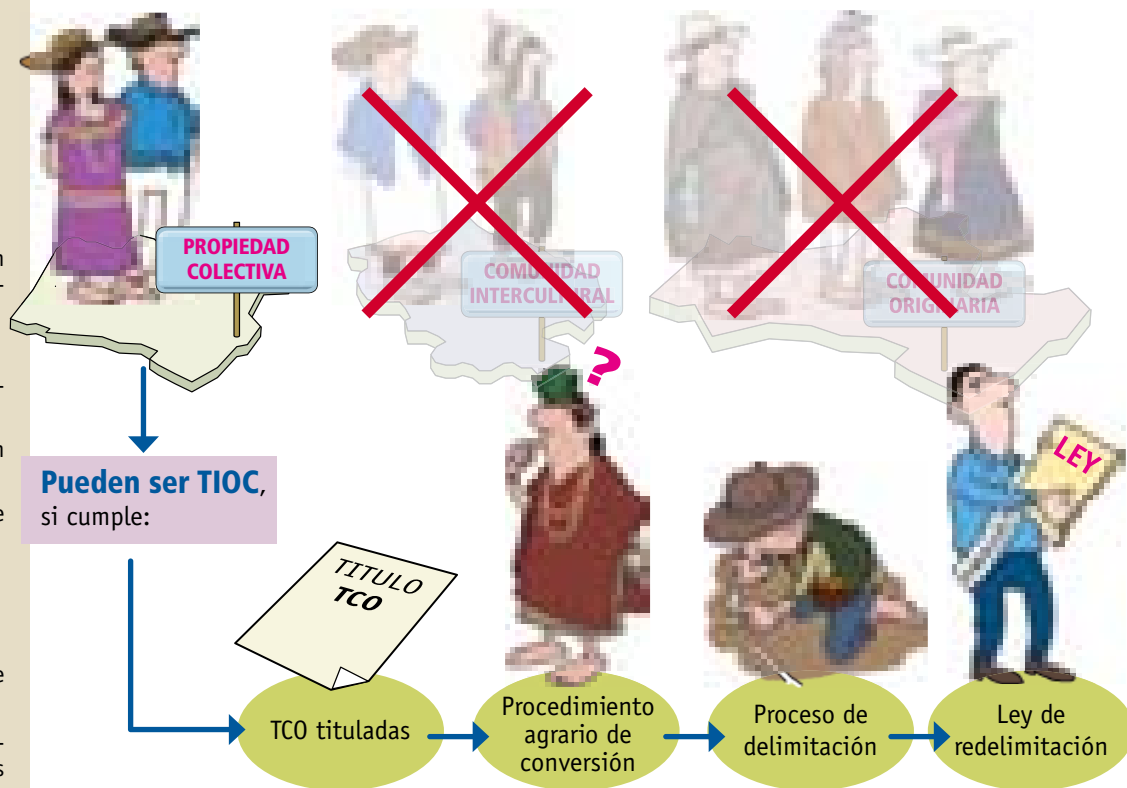 PROPIEDAD
COLECTIVA
COMUNIDAD
INTERCULTURAL
COMUNIDAD
ORIGINARIA
?
LEY
Pueden ser TIOC,
si cumple:
TITULO
TCO
TCO tituladas
Procedimiento
agrario de
conversión
Proceso de
delimitación
Ley de
redelimitación